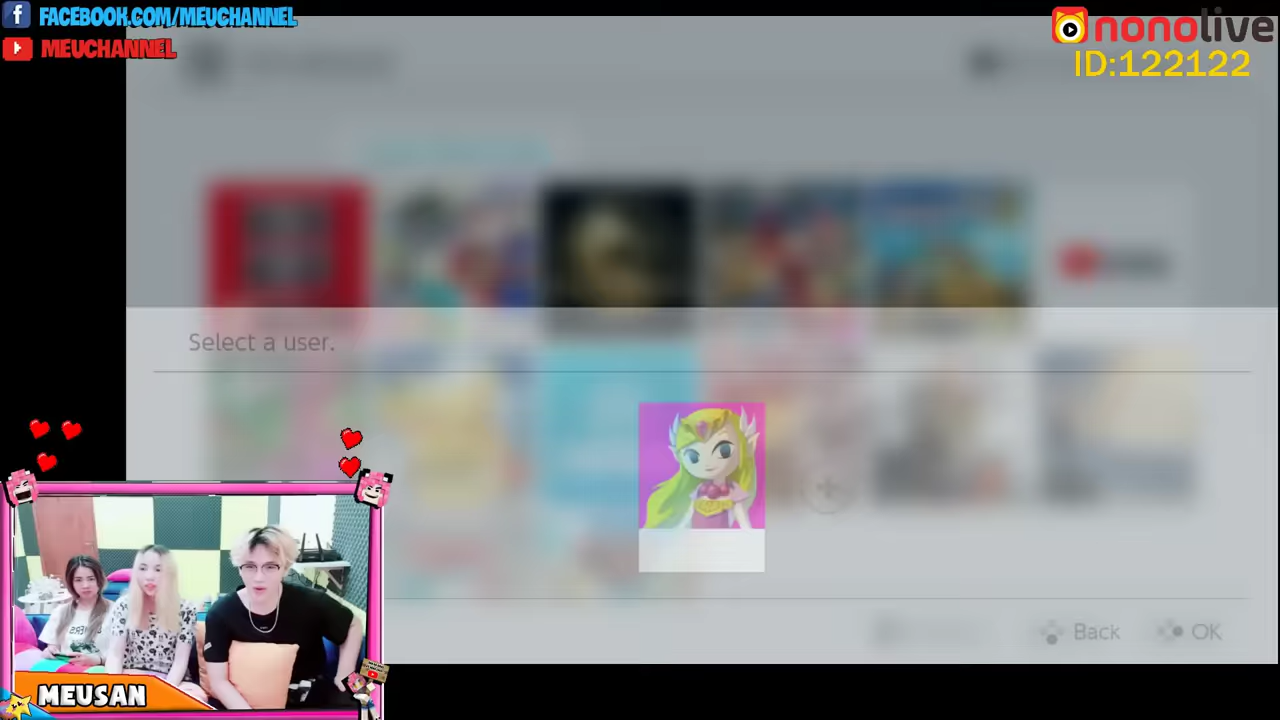 FACEBOOK.COM/MEUCHANNEL
MEUCHANNEL
nonolive
ID:122122
Select a user.
Back
OK
MEUSAN